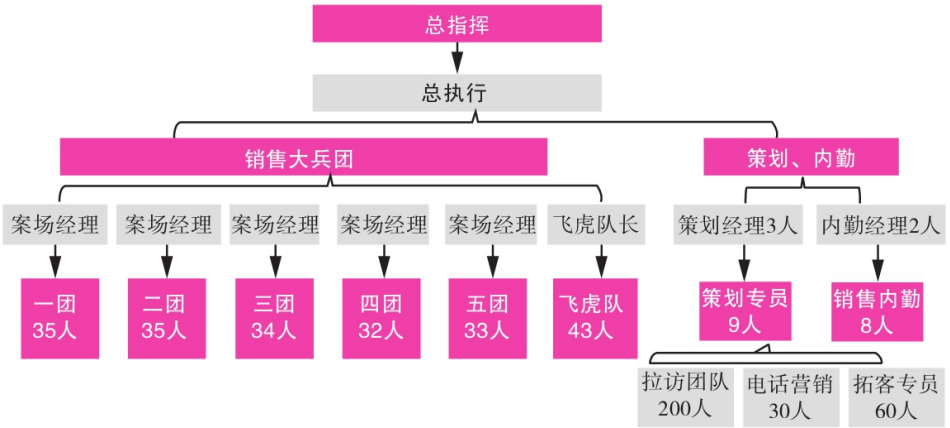 总指挥
总执行
销售大兵团
策划、内勤
案场经理
案场经理
案场经理
案场经理
案场经理
飞虎队长
策划经理3人
内勤经理2人
一团
35人
二团
35人
三团
34人
四团
32人
五团
33人
飞虎队
43人
策划专员
9人
销售内勤
8人
拉访团队
200人
电话营销
30人
拓客专员
60人